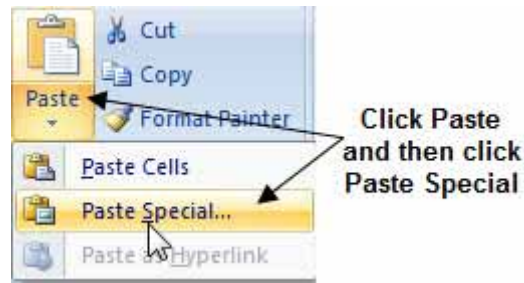 Cut
Copy
Paste
Format Painter
Click Paste
and then click
Paste Special
Paste Cells
Paste Special...
Paste as Hyperlink